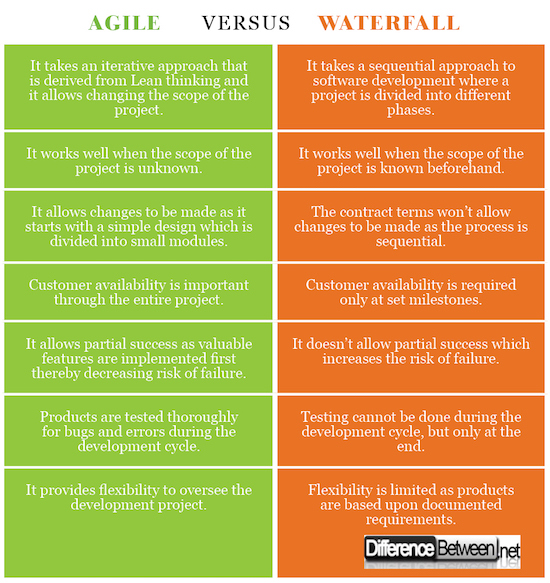 AGILE VERSUS WATERFALL
It takes an iterative approach that
is derived from Lean thinking and
it allows changing the scope of the
project.
It takes a sequential approach to
software development where a
project is divided into different
phases.
It works well when the scope of the
project is unknown.
It works well when the scope of the
project is known beforehand.
It allows changes to be made as it
starts with a simple design which is
divided into small modules.
The contract terms won't allow
changes to be made as the process is
sequential.
Customer availability is important
through the entire project.
Customer availability is required
only at set milestones.
It allows partial success as valuable
features are implemented first
thereby decreasing risk of failure.
It doesn't allow partial success which
increases the risk of failure.
Products are tested thoroughly
for bugs and errors during the
development cycle.
Testing cannot be done during the
development cycle, but only at the
end.
It provides flexibility to oversee the
development project.
Flexibility is limited as products
are based upon documented
requirements.
DifferenceBetween.net